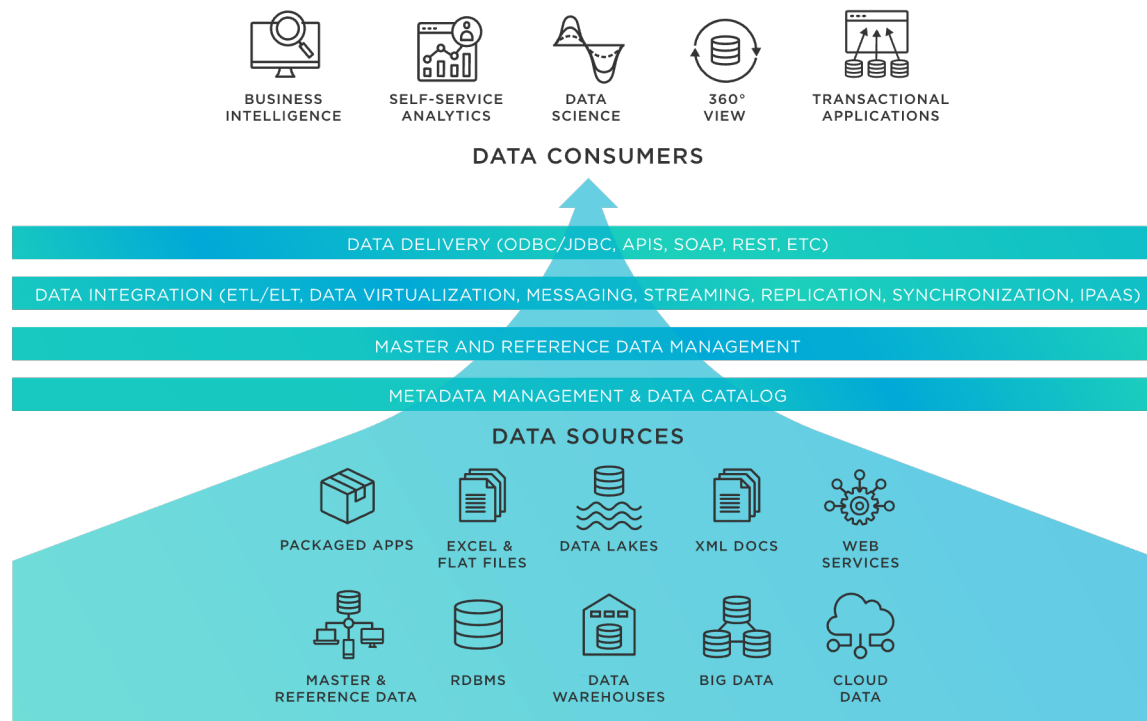 BUSINESS
INTELLIGENCE
SELF-SERVICE
ANALYTICS
DATA
SCIENCE
360°
VIEW
TRANSACTIONAL
APPLICATIONS
DATA CONSUMERS
DATA DELIVERY (ODBC/JDBC, APIS, SOAP, REST, ETC)
DATA INTEGRATION (ETL/ELT, DATA VIRTUALIZATION, MESSAGING, STREAMING, REPLICATION, SYNCHRONIZATION, IPAAS)
MASTER AND REFERENCE DATA MANAGEMENT
METADATA MANAGEMENT & DATA CATALOG
DATA SOURCES
PACKAGED APPS
EXCEL &
FLAT FILES
DATA LAKES
XML DOCS
WEB
SERVICES
MASTER &
REFERENCE DATA
RDBMS
DATA
WAREHOUSES
BIG DATA
CLOUD
DATA